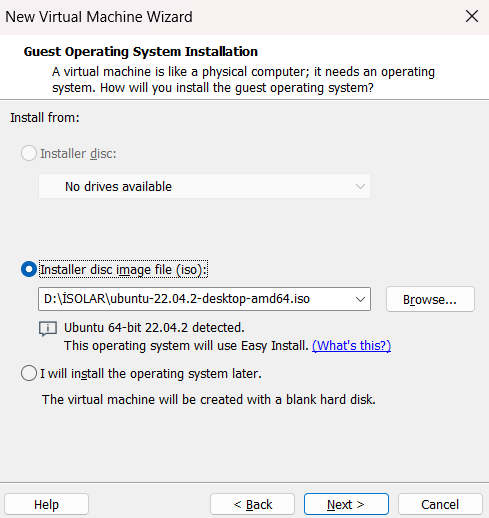 New Virtual Machine Wizard
Guest Operating System Installation
A virtual machine is like a physical computer; it needs an operating
system. How will you install the guest operating system?
Install from:
Installer disc:
No drives available
Installer disc image file (iso):
D:\İSOLAR\ubuntu-22.04.2-desktop-amd64.iso
Browse...
Ubuntu 64-bit 22.04.2 detected.
This operating system will use Easy Install. (What's this?)
I will install the operating system later.
The virtual machine will be created with a blank hard disk.
Help
< Back
Next >
Cancel